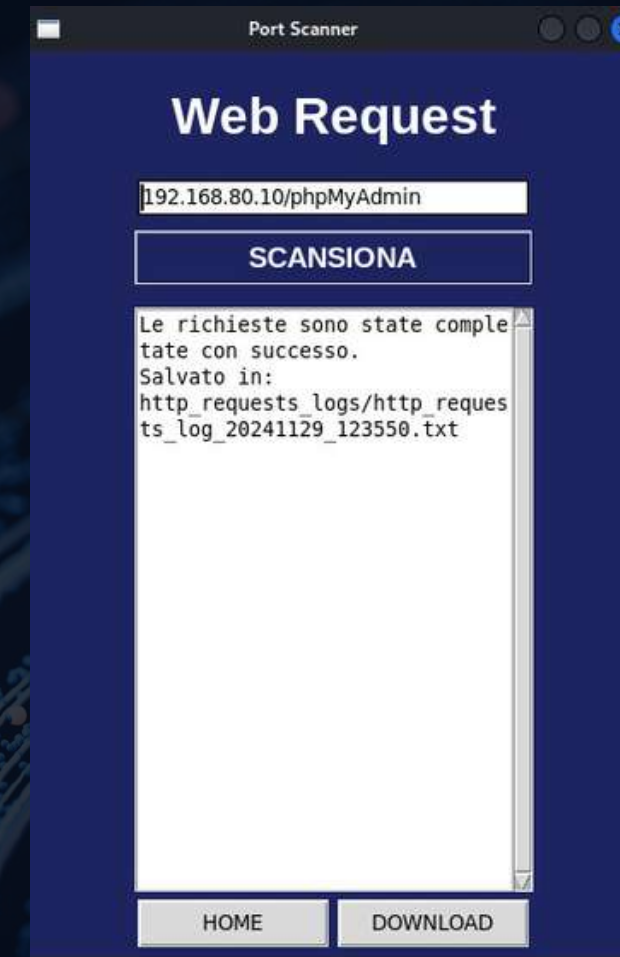 Port Scanner
Web Request
192.168.80.10/phpMyAdmin
SCANSIONA
Le richieste sono state comple
tate con successo.
Salvato in:
http_requests_logs/http_reques
ts_log_20241129_123550.txt
HOME
DOWNLOAD